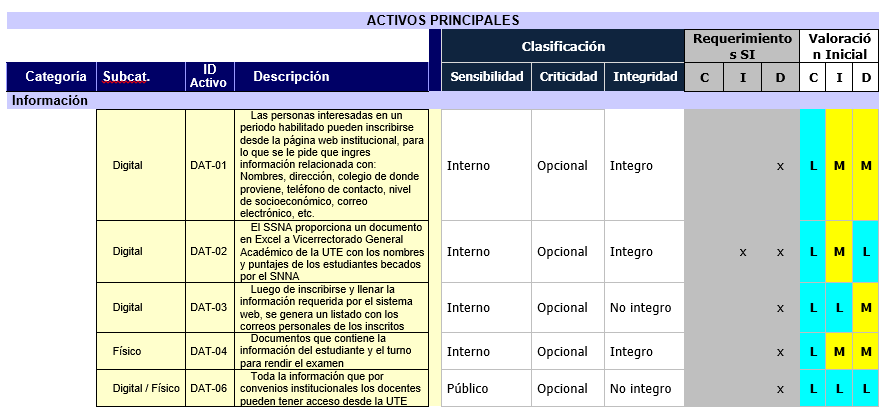 ACTIVOS PRINCIPALES
Clasificación
Requerimiento
s SI
Valoració
n Inicial
Categoría Subcat. ID
Activo Descripción Sensibilidad Criticidad Integridad C I D C I D
Información
Digital DAT-01 Las personas interesadas en un
periodo habilitado pueden inscribirse
desde la página web institucional, para
lo que se le pide que ingres
información relacionada con:
Nombres, dirección, colegio de donde
proviene, teléfono de contacto, nivel
de socioeconómico, correo
electrónico, etc.
Interno Opcional Integro x L M M
Digital DAT-02 El SSNA proporciona un documento
en Excel a Vicerrectorado General
Académico de la UTE con los nombres
y puntajes de los estudiantes becados
por el SNNA
Interno Opcional Integro x x L M L
Digital DAT-03 Luego de inscribirse y llenar la
información requerida por el sistema
web, se genera un listado con los
correos personales de los inscritos
Interno Opcional No integro x L L M
Físico DAT-04 Documentos que contiene la
información del estudiante y el turno
para rendir el examen
Interno Opcional Integro x L M M
Digital / Físico DAT-06 Toda la información que por
convenios institucionales los docentes
pueden tener acceso desde la UTE
Público Opcional No integro x L L L